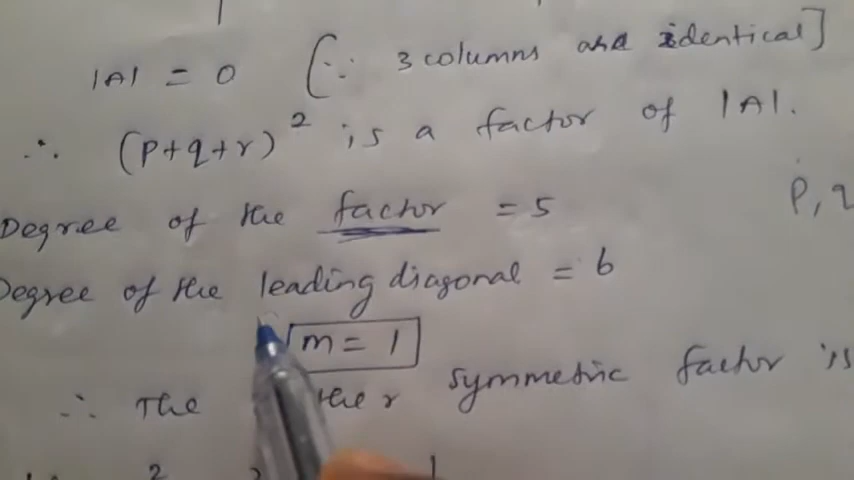 |A| = 0 (∵ 3 columns are identical]
∴ (p+q+r)² is a factor of |A|.
Degree of the factor = 5
P, q
Degree of the leading diagonal = 6
m = 1
∴ The symmetric factor is